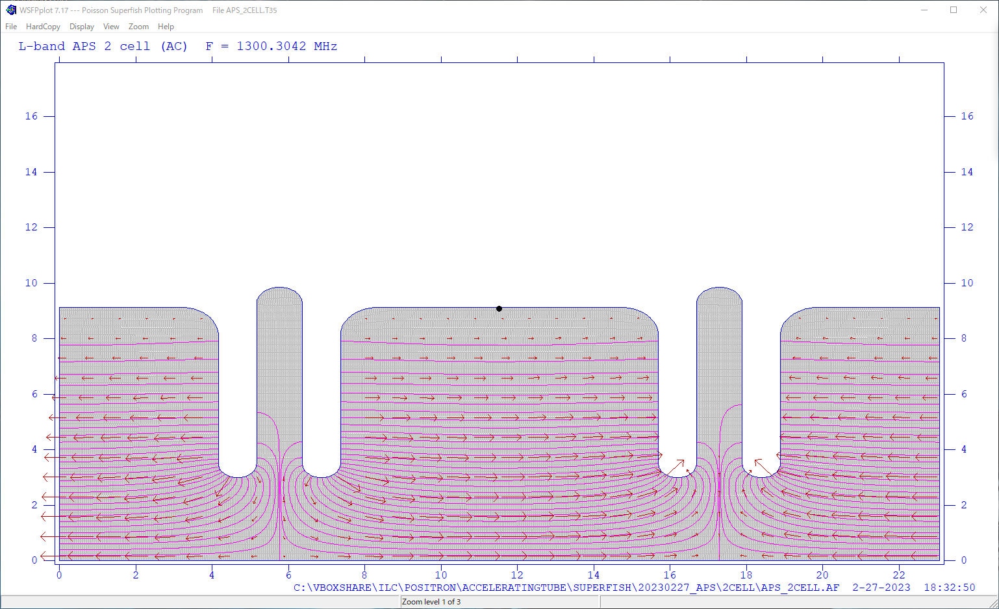 WSFPplot 7.17 --- Poisson Superfish Plotting Program    File APS_2CELL.T35
File HardCopy Display View Zoom Help
L-band APS 2 cell (AC)  F = 1300.3042 MHz
16 16
14 14
12 12
10 10
8 8
6 6
4 4
2 2
0 0
0 2 4 6 8 10 12 14 16 18 20 22
C:\VBOXSHARE\ILC\POSITRON\ACCELERATINGTUBE\SUPERFISH\20230227_APS\2CELL\APS_2CELL.AF  2-27-2023  18:32:50
Zoom level 1 of 3